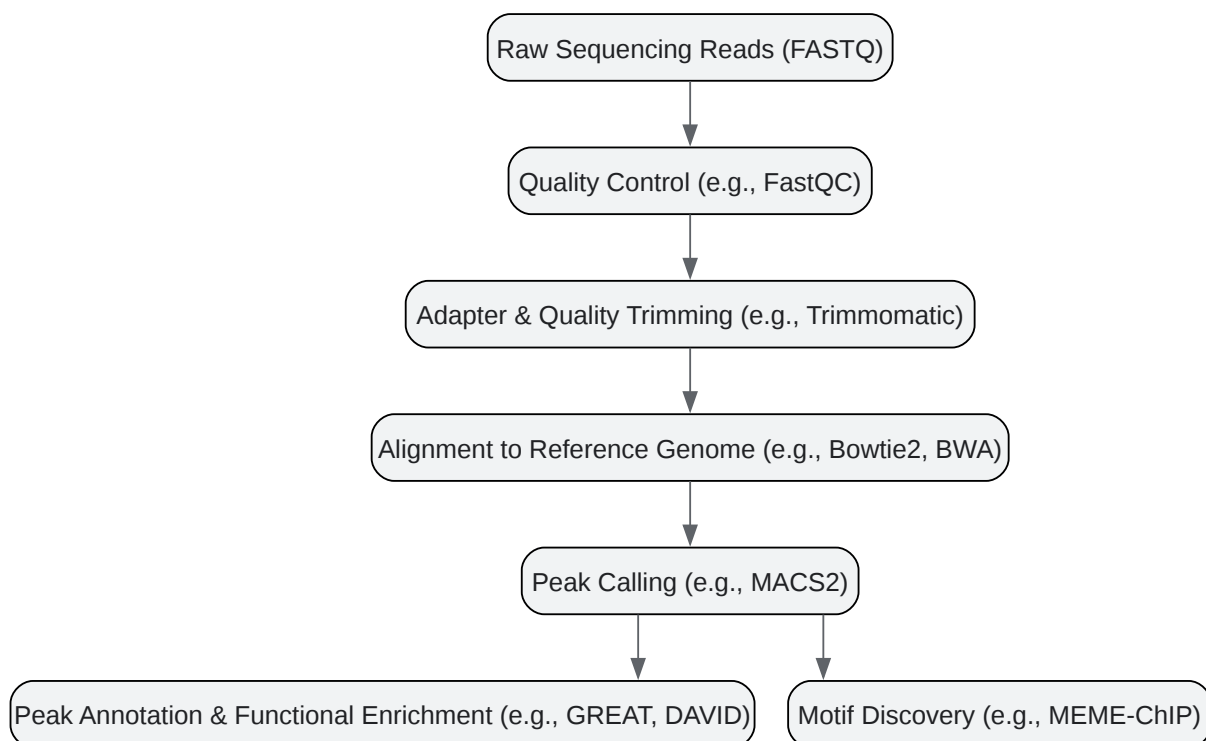 Raw Sequencing Reads (FASTQ)
Quality Control (e.g., FastQC)
Adapter & Quality Trimming (e.g., Trimmomatic)
Alignment to Reference Genome (e.g., Bowtie2, BWA)
Peak Calling (e.g., MACS2)
Peak Annotation & Functional Enrichment (e.g., GREAT, DAVID)
Motif Discovery (e.g., MEME-ChIP)